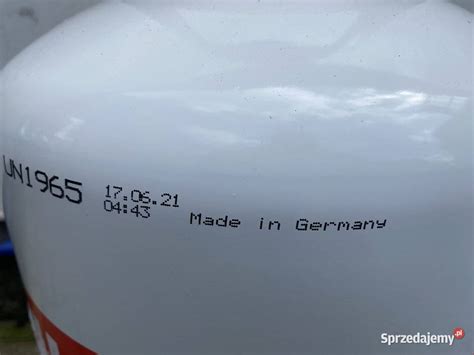 UN1965
17.06.21
04:43
Made in Germany
Sprzedajemy.pl